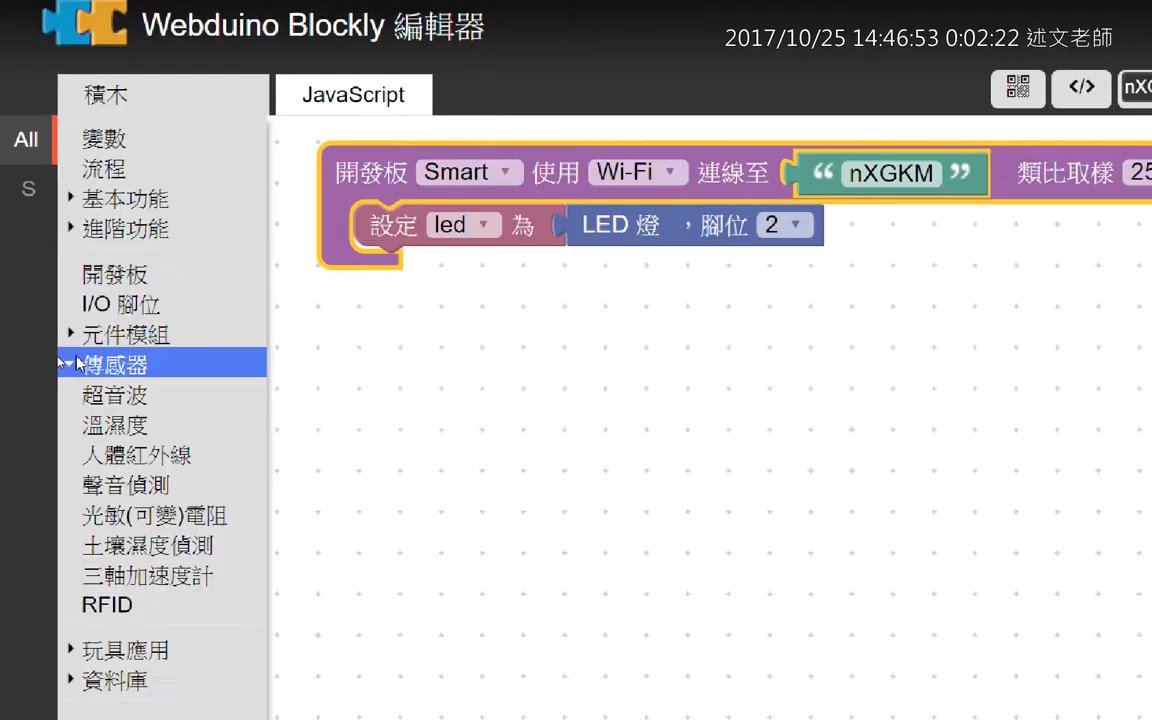 Webduino Blockly 編輯器
2017/10/25 14:46:53 0:02:22 述文老師
積木
JavaScript
</>
All
S
變數
流程
基本功能
進階功能
開發板
I/O 腳位
元件模組
傳感器
超音波
溫濕度
人體紅外線
聲音偵測
光敏(可變)電阻
土壤濕度偵測
三軸加速度計
RFID
玩具應用
資料庫
開發板 Smart 使用 Wi-Fi 連線至 “ nXGKM ” 類比取樣
設定 led 為 LED 燈 ，腳位 2